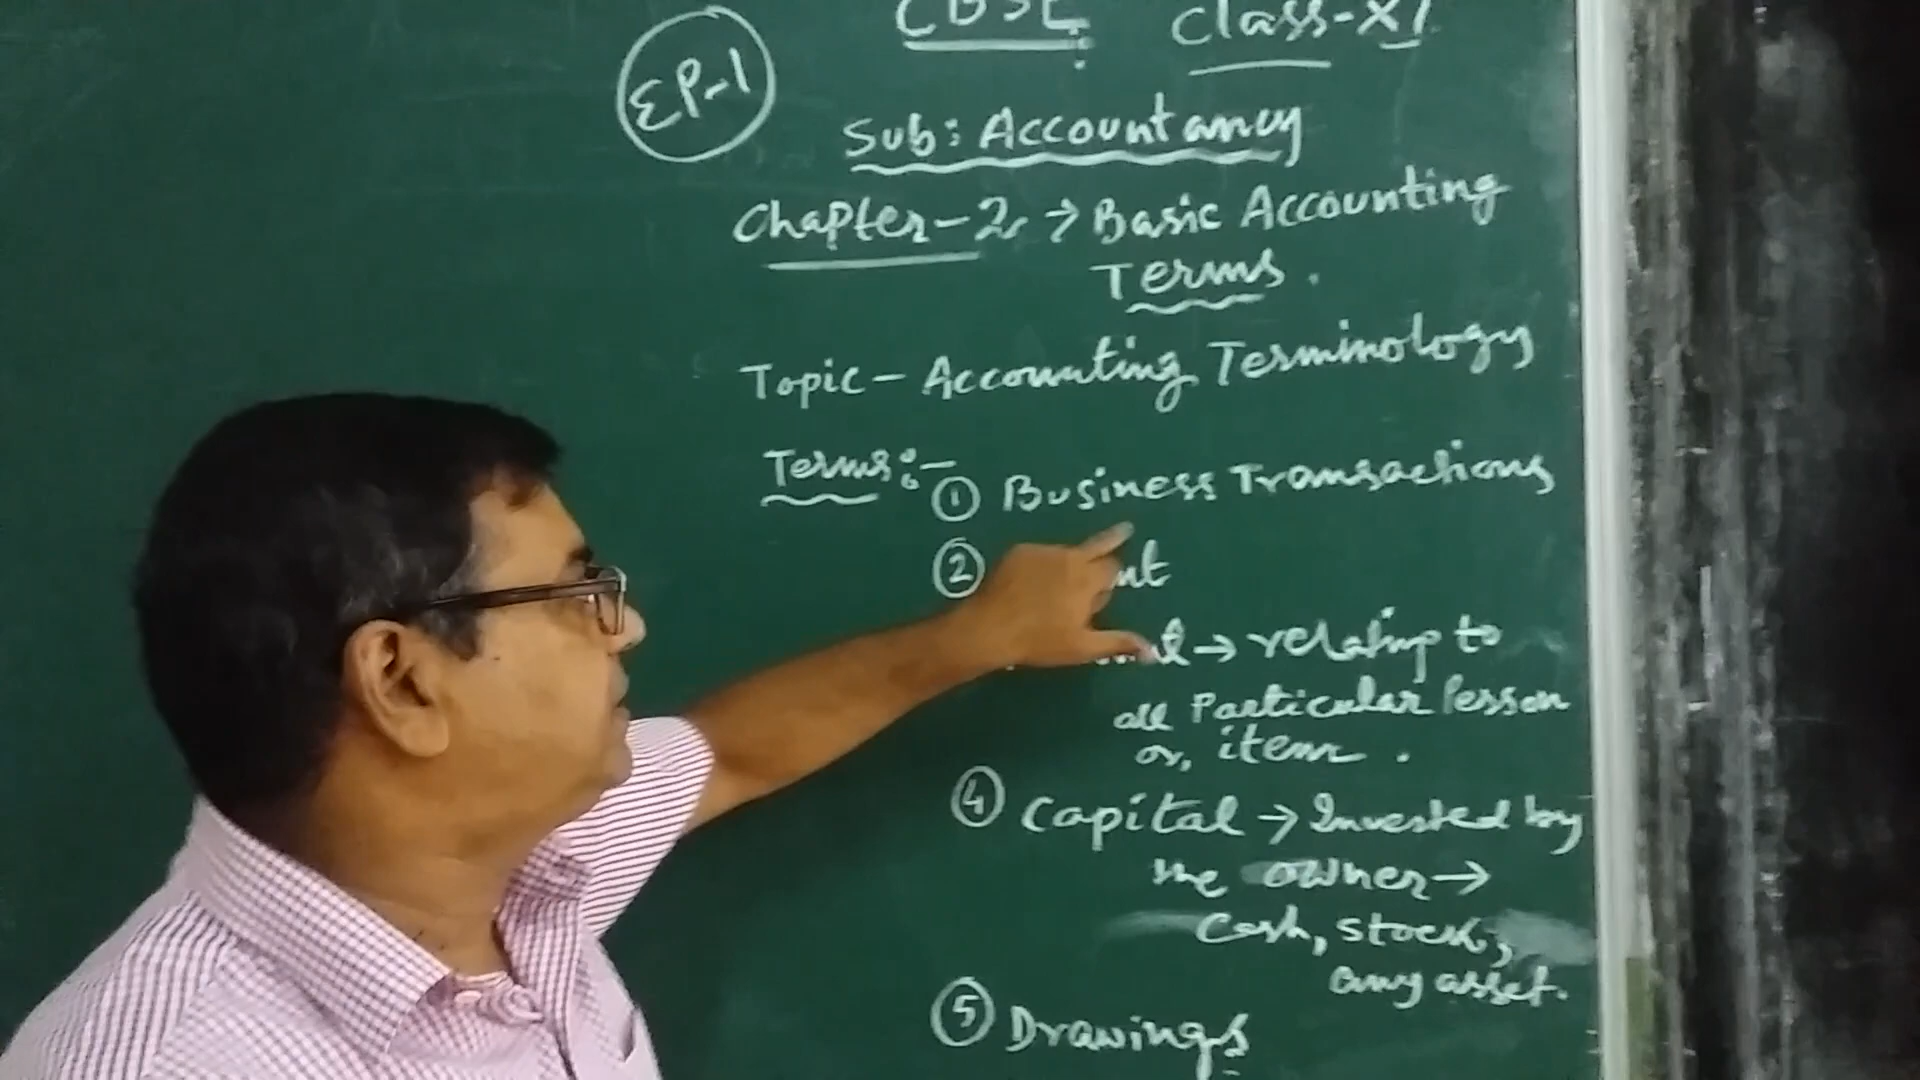 EP-1
CBSE Class-XI
Sub: Accountancy
Chapter-2 → Basic Accounting
Terms.
Topic - Accounting Terminology
Terms:-
① Business Transactions
②
→ relating to
all Particular Person
or, item.
④ Capital → Invested by
the owner →
Cash, stock,
any asset.
⑤ Drawings